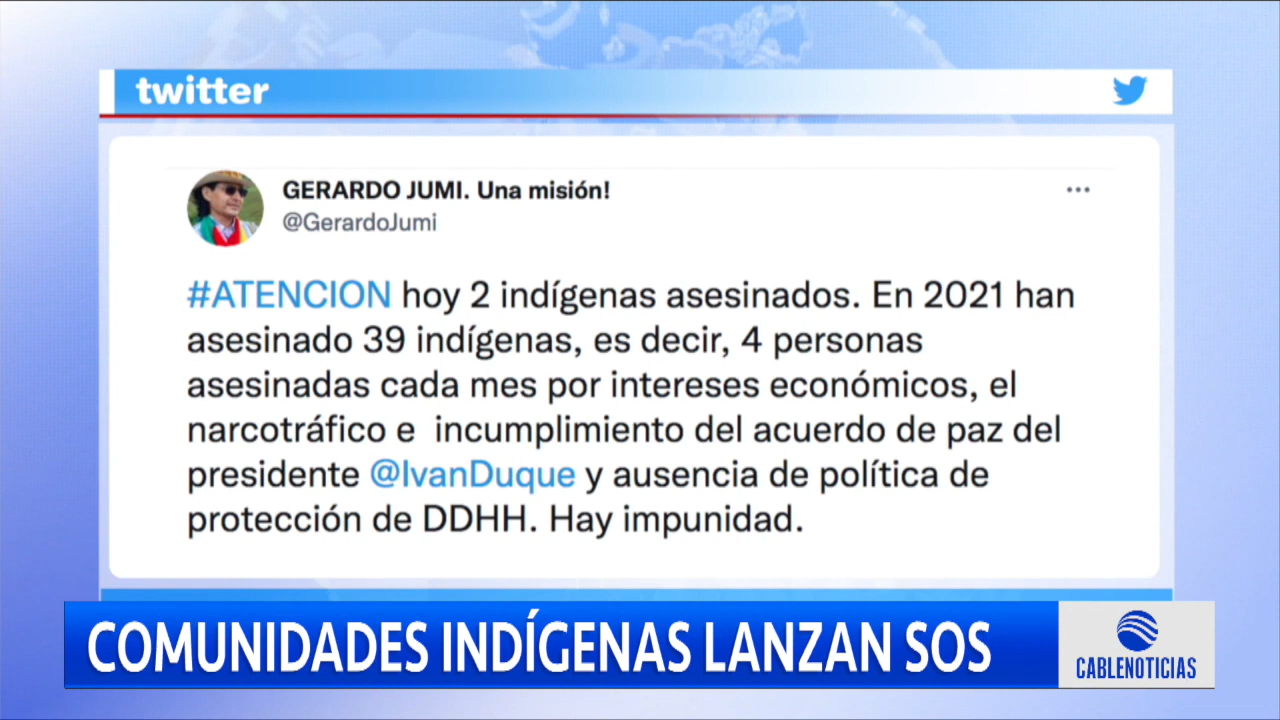 twitter
GERARDO JUMI. Una misión!
@GerardoJumi
#ATENCION hoy 2 indígenas asesinados. En 2021 han
asesinado 39 indígenas, es decir, 4 personas
asesinadas cada mes por intereses económicos, el
narcotráfico e incumplimiento del acuerdo de paz del
presidente @IvanDuque y ausencia de política de
protección de DDHH. Hay impunidad.
COMUNIDADES INDÍGENAS LANZAN SOS
CABLENOTICIAS